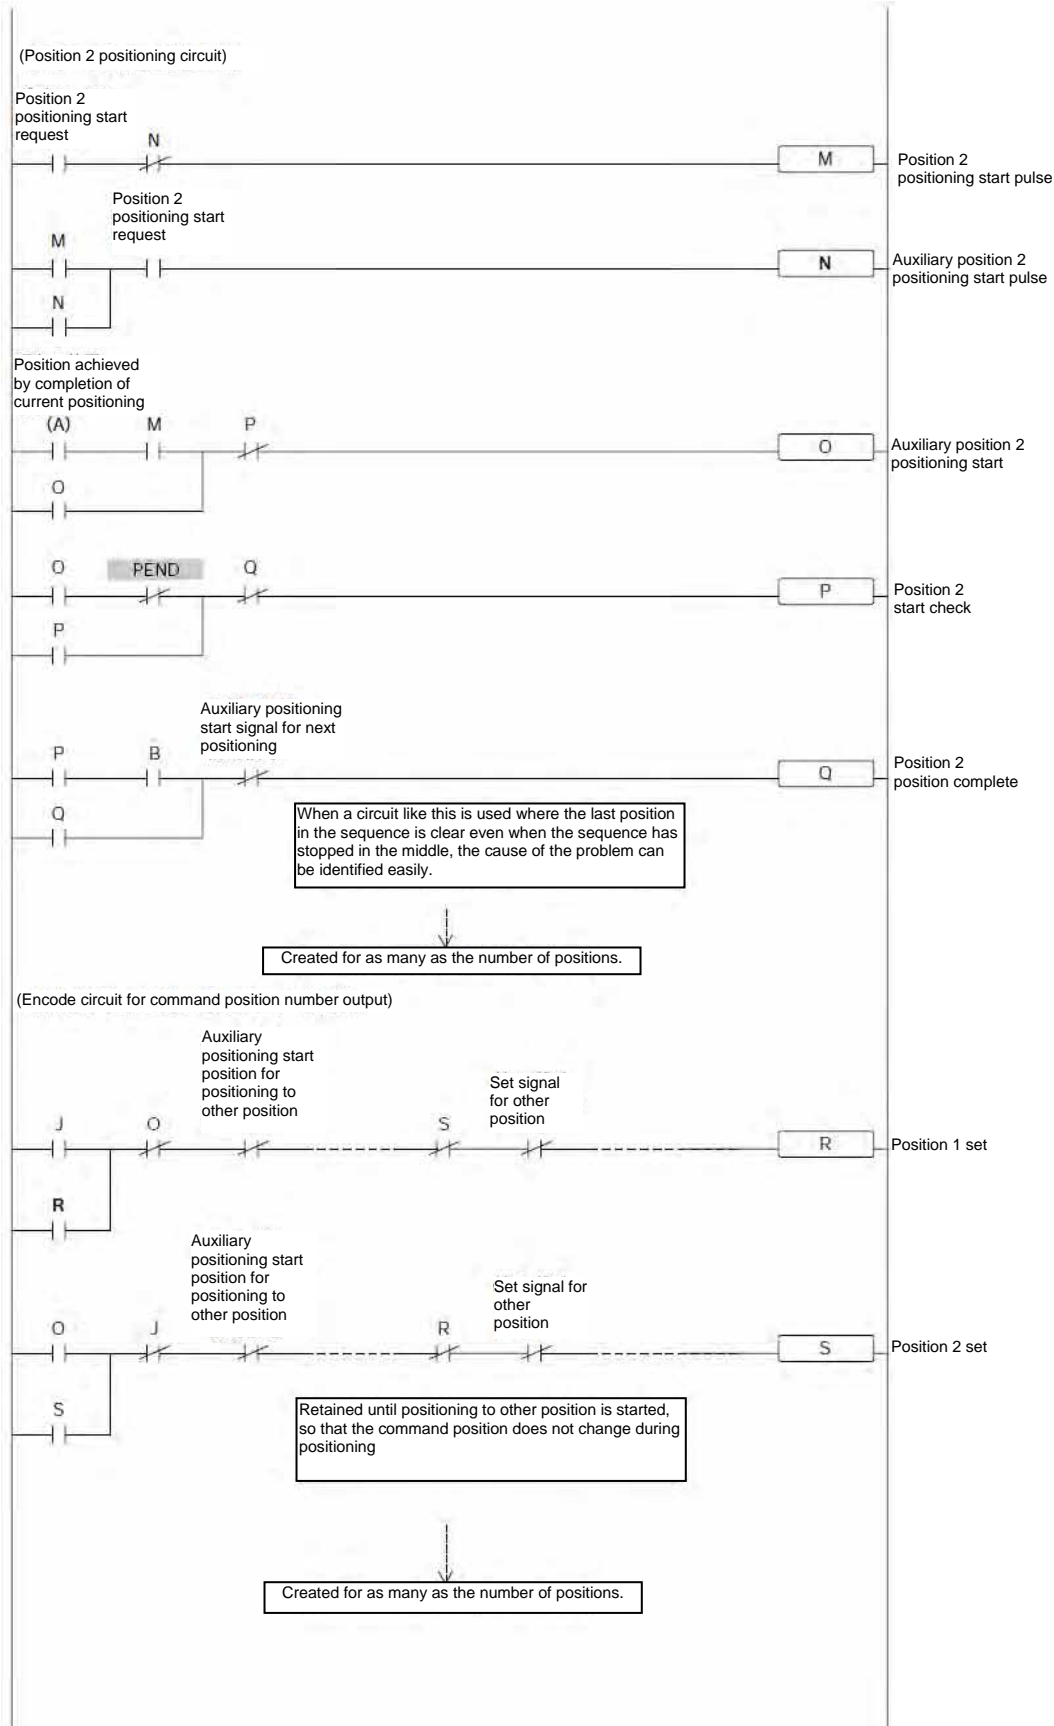 (Position 2 positioning circuit)
Position 2
positioning start
request
N
M
Position 2
positioning start pulse
Position 2
positioning start
request
M
N
Auxiliary position 2
positioning start pulse
N
Position achieved
by completion of
current positioning
(A)
M
P
O
Auxiliary position 2
positioning start
O
O
PEND
Q
P
Position 2
start check
P
Auxiliary positioning
start signal for next
positioning
P
B
Q
Position 2
position complete
Q
When a circuit like this is used where the last position
in the sequence is clear even when the sequence has
stopped in the middle, the cause of the problem can
be identified easily.
Created for as many as the number of positions.
(Encode circuit for command position number output)
Auxiliary
positioning start
position for
positioning to
other position
Set signal
for other
position
J
O
S
R
Position 1 set
R
Auxiliary
positioning start
position for
positioning to
other position
Set signal for
other
position
O
J
R
S
Position 2 set
S
Retained until positioning to other position is started,
so that the command position does not change during
positioning
Created for as many as the number of positions.